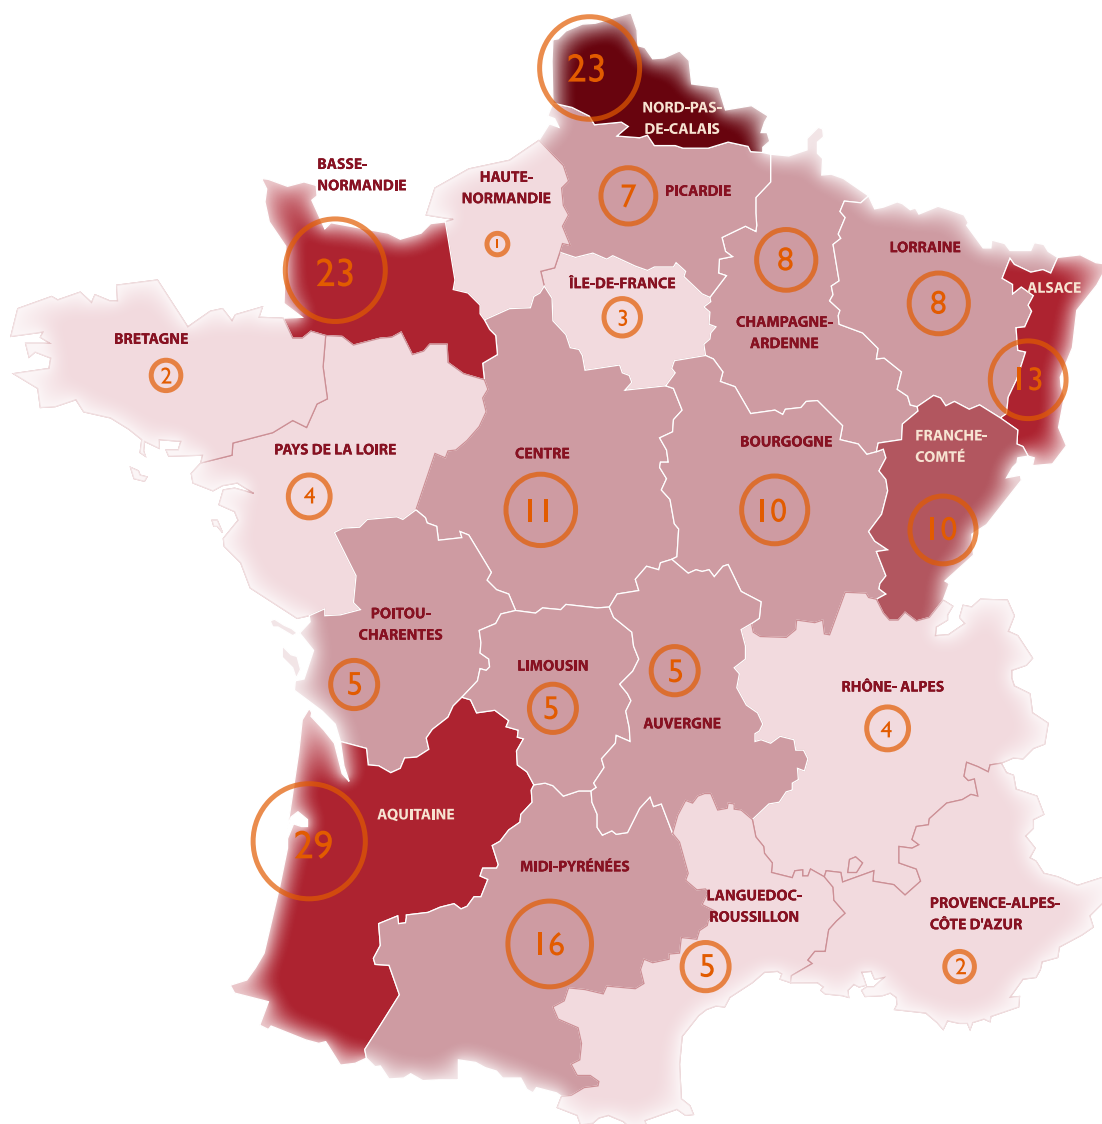 23
NORD-PAS-
DE-CALAIS
BASSE-
NORMANDIE
23
HAUTE-
NORMANDIE
1
7
PICARDIE
8
CHAMPAGNE-
ARDENNE
LORRAINE
8
ALSACE
13
ÎLE-DE-FRANCE
3
BRETAGNE
2
PAYS DE LA LOIRE
4
CENTRE
11
BOURGOGNE
10
FRANCHE-
COMTÉ
10
POITOU-
CHARENTES
5
LIMOUSIN
5
5
AUVERGNE
RHÔNE- ALPES
4
AQUITAINE
29
MIDI-PYRÉNÉES
16
LANGUEDOC-
ROUSSILLON
5
PROVENCE-ALPES-
CÔTE D'AZUR
2